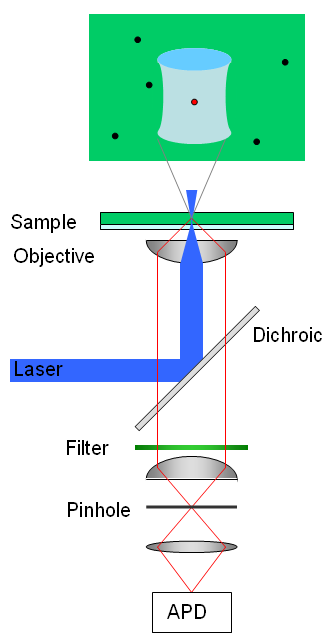 Sample
Objective
Dichroic
Laser
Filter
Pinhole
APD